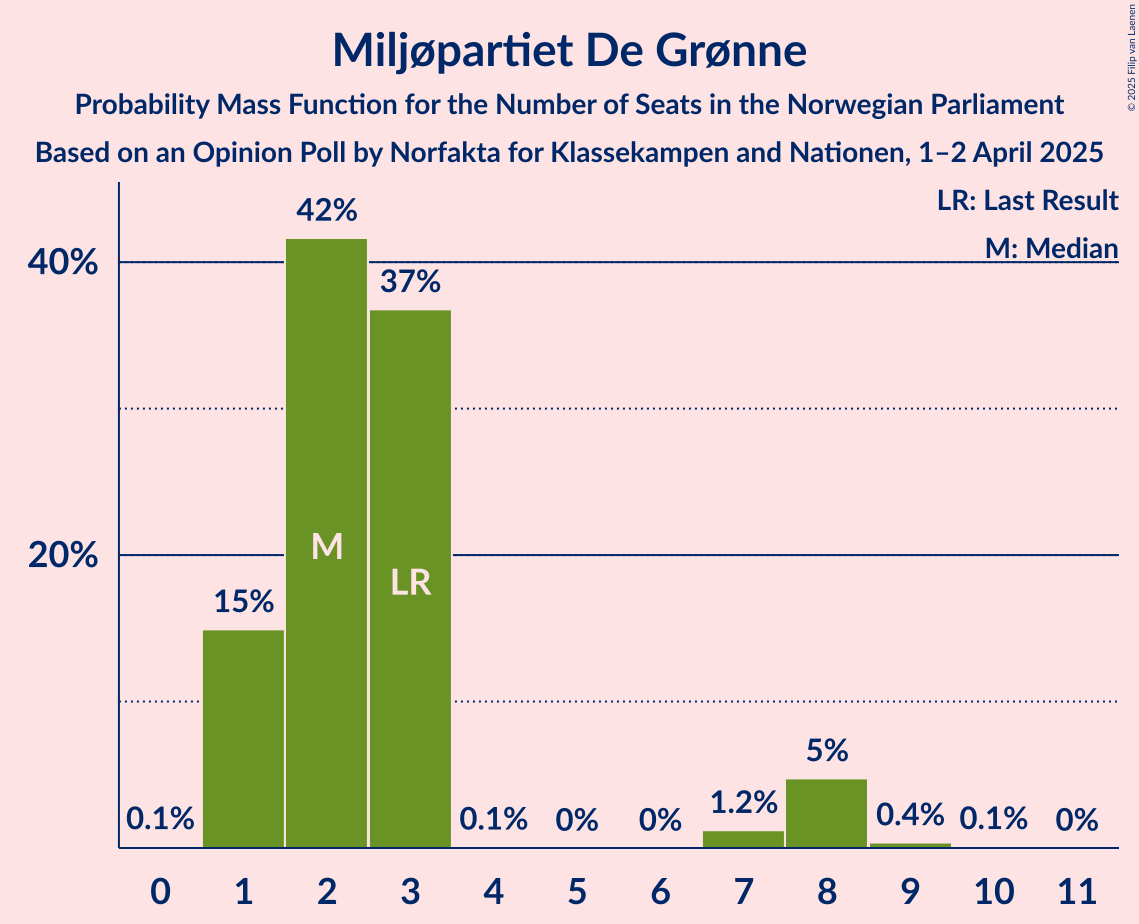 Miljøpartiet De Grønne
Probability Mass Function for the Number of Seats in the Norwegian Parliament
Based on an Opinion Poll by Norfakta for Klassekampen and Nationen, 1–2 April 2025
© 2025 Filip van Laenen
LR: Last Result
M: Median
42%
40%
37%
M
20%
LR
15%
5%
0.1% 0.1% 0% 0% 1.2% 0.4% 0.1% 0%
0 1 2 3 4 5 6 7 8 9 10 11